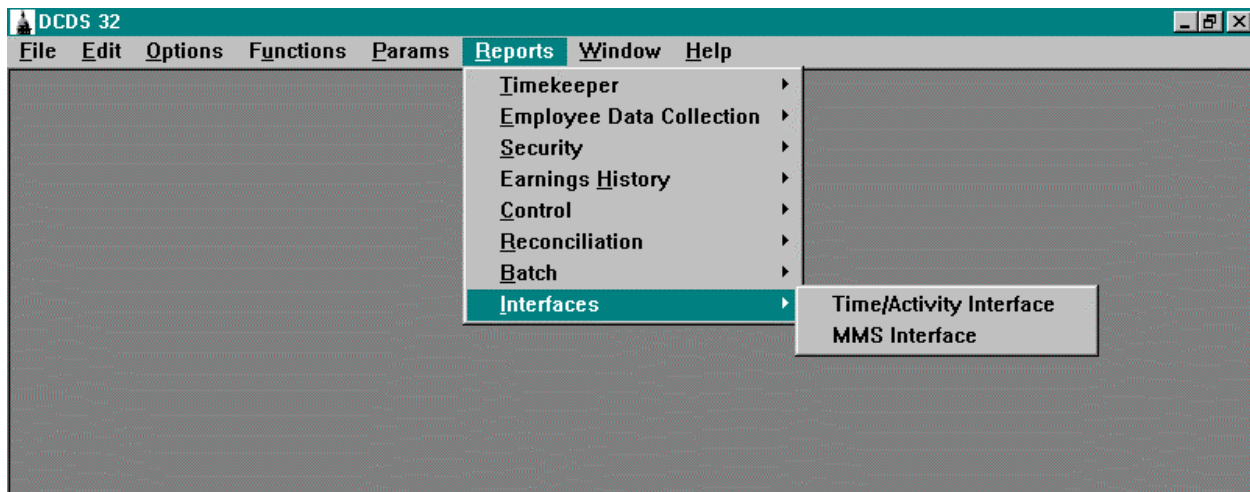 DCDS 32
File Edit Options Functions Params Reports Window Help
Timekeeper
Employee Data Collection
Security
Earnings History
Control
Reconciliation
Batch
Interfaces
Time/Activity Interface
MMS Interface